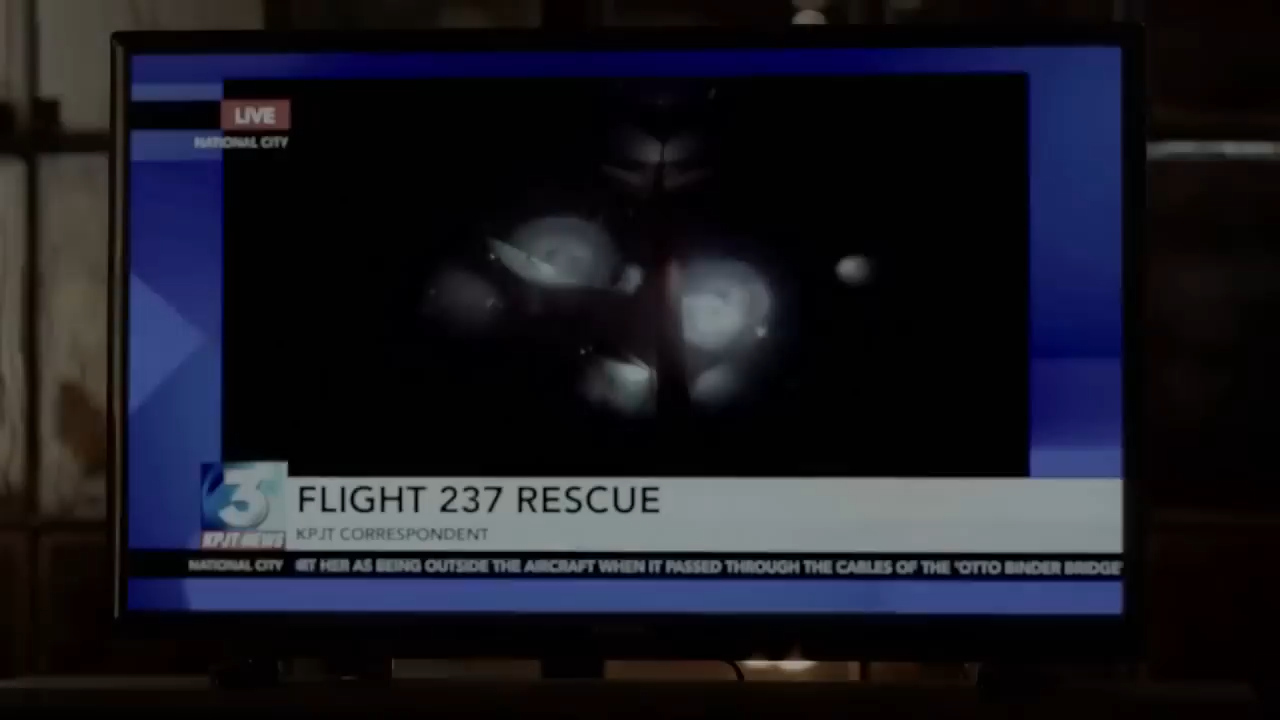 LIVE
NATIONAL CITY
3
KPJT NEWS
FLIGHT 237 RESCUE
KPJT CORRESPONDENT
NATIONAL CITY
HER AS BEING OUTSIDE THE AIRCRAFT WHEN IT PASSED THROUGH THE CABLES OF THE 'OTTO BINDER BRIDGE'